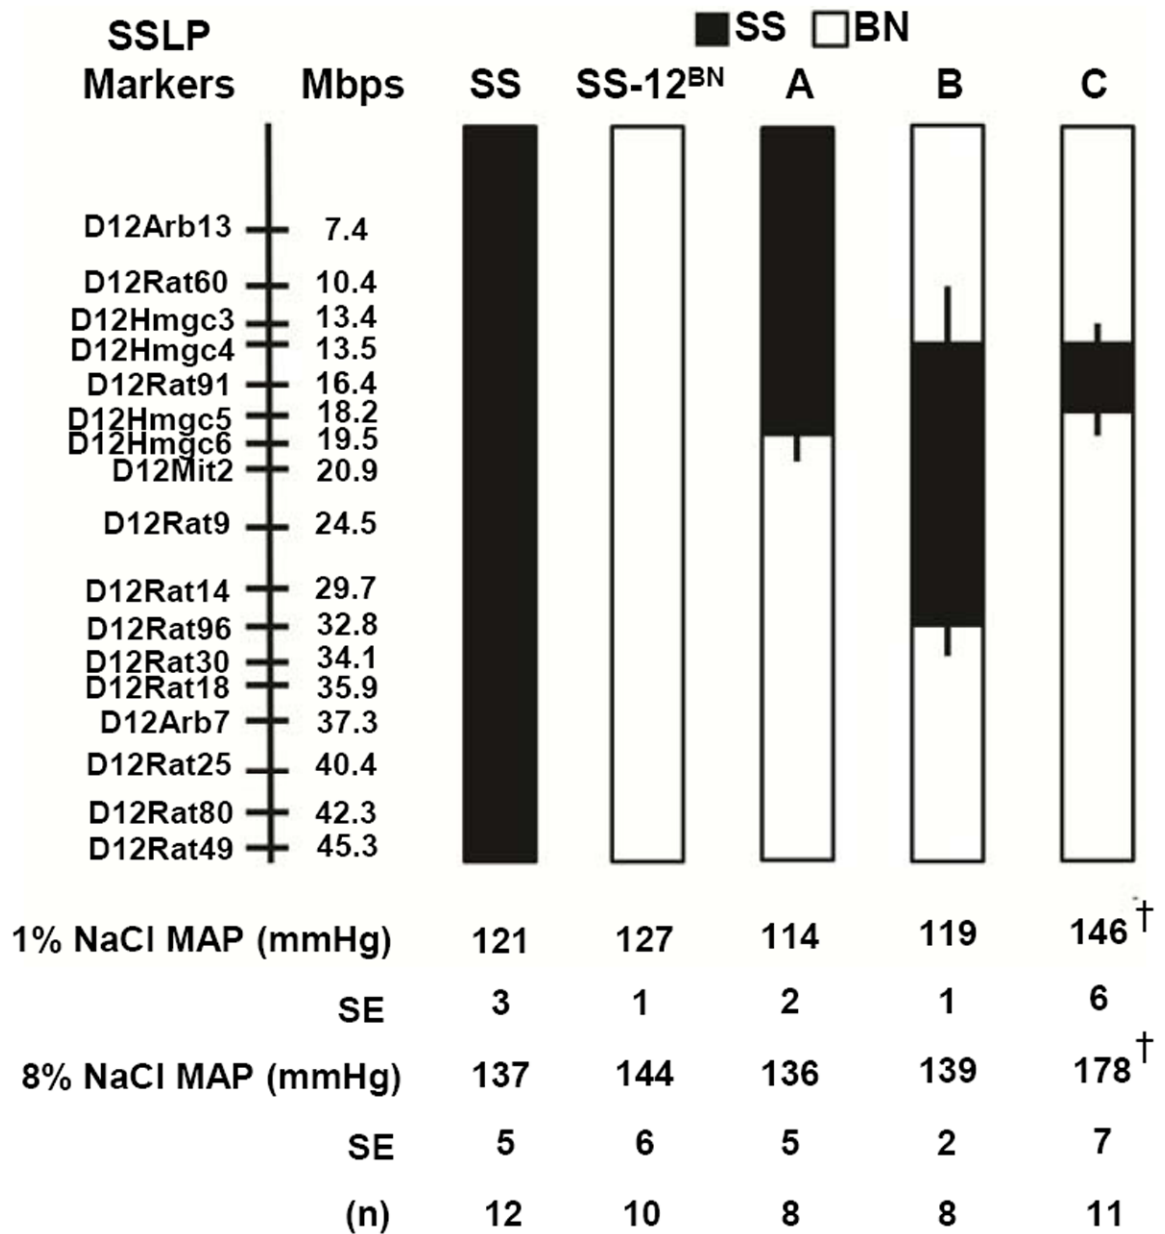 SSLP Markers Mbps SS SS-12BN A B C
SS BN
D12Arb13 7.4
D12Rat60 10.4
D12Hmgc3 13.4
D12Hmgc4 13.5
D12Rat91 16.4
D12Hmgc5 18.2
D12Hmgc6 19.5
D12Mit2 20.9
D12Rat9 24.5
D12Rat14 29.7
D12Rat96 32.8
D12Rat30 34.1
D12Rat18 35.9
D12Arb7 37.3
D12Rat25 40.4
D12Rat80 42.3
D12Rat49 45.3
1% NaCl MAP (mmHg) 121 127 114 119 146†
SE 3 1 2 1 6
8% NaCl MAP (mmHg) 137 144 136 139 178†
SE 5 6 5 2 7
(n) 12 10 8 8 11